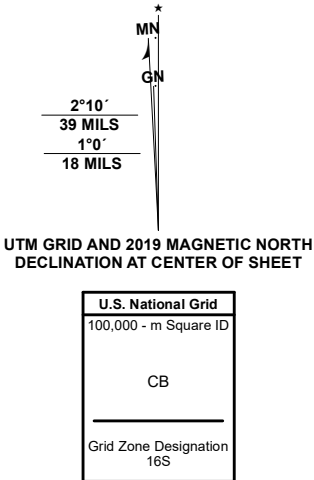 ★
MN
GN
2°10´
39 MILS
1°0´
18 MILS
UTM GRID AND 2019 MAGNETIC NORTH
DECLINATION AT CENTER OF SHEET
U.S. National Grid
100,000 - m Square ID
CB
Grid Zone Designation
16S